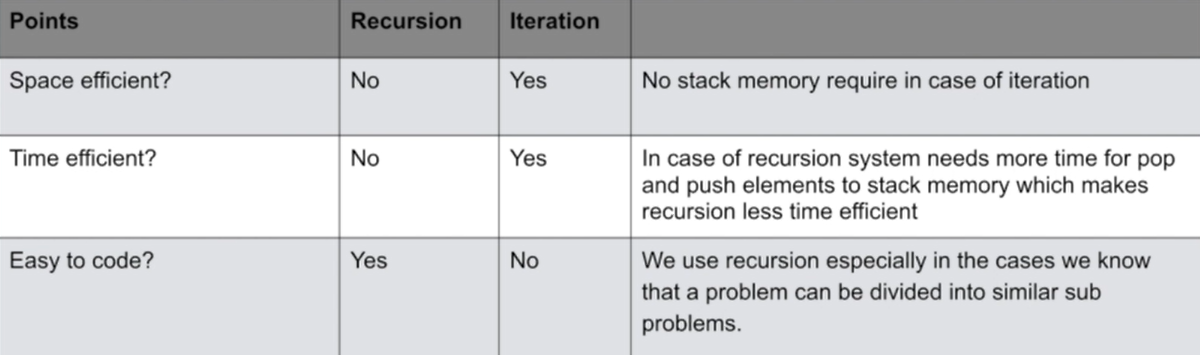 Points Recursion Iteration
Space efficient? No Yes No stack memory require in case of iteration
Time efficient? No Yes In case of recursion system needs more time for pop
and push elements to stack memory which makes
recursion less time efficient
Easy to code? Yes No We use recursion especially in the cases we know
that a problem can be divided into similar sub
problems.